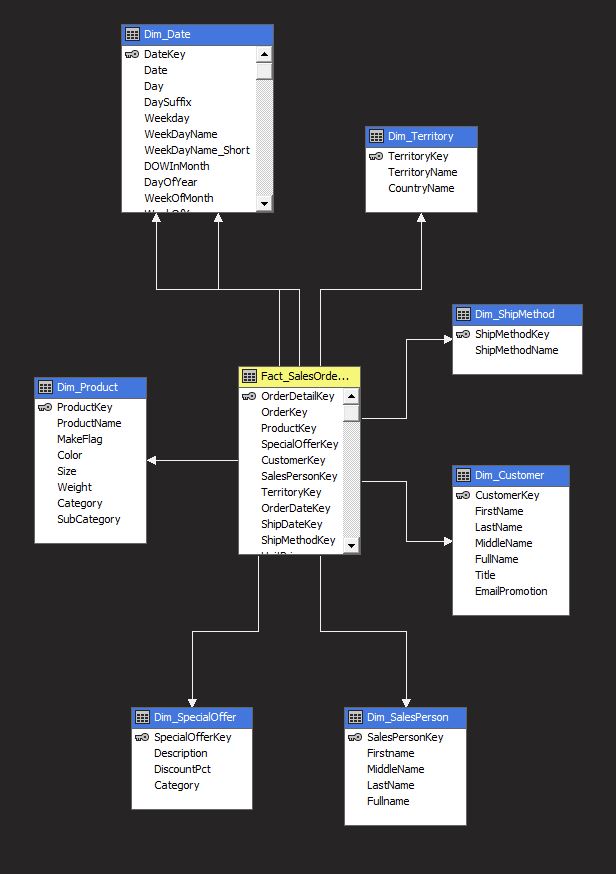 Dim_Date
DateKey
Date
Day
DaySuffix
Weekday
WeekDayName
WeekDayName_Short
DOWInMonth
DayOfYear
WeekOfMonth
Dim_Territory
TerritoryKey
TerritoryName
CountryName
Dim_ShipMethod
ShipMethodKey
ShipMethodName
Fact_SalesOrde...
OrderDetailKey
OrderKey
ProductKey
SpecialOfferKey
CustomerKey
SalesPersonKey
TerritoryKey
OrderDateKey
ShipDateKey
ShipMethodKey
Dim_Product
ProductKey
ProductName
MakeFlag
Color
Size
Weight
Category
SubCategory
Dim_Customer
CustomerKey
FirstName
LastName
MiddleName
FullName
Title
EmailPromotion
Dim_SpecialOffer
SpecialOfferKey
Description
DiscountPct
Category
Dim_SalesPerson
SalesPersonKey
Firstname
MiddleName
LastName
Fullname